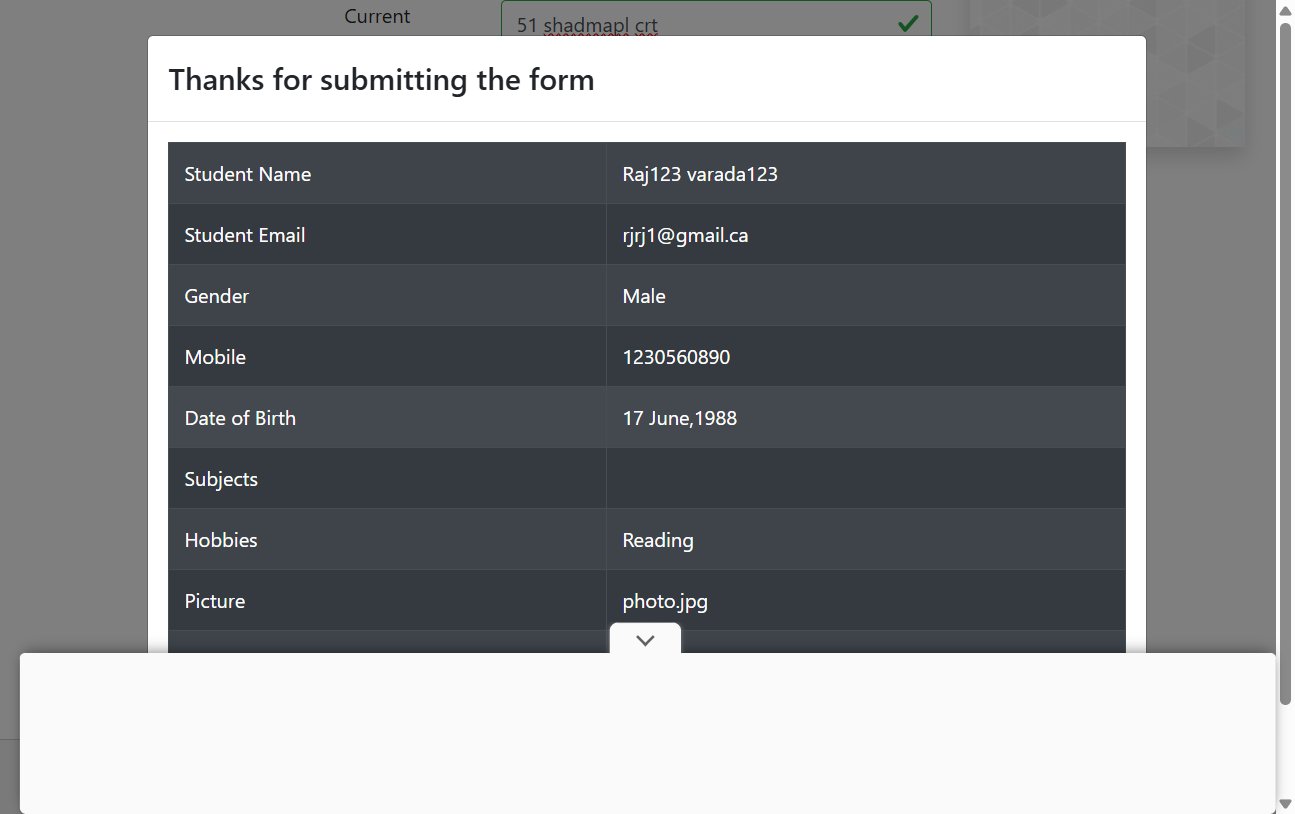 Current
51 shadmapl crt
Thanks for submitting the form
Student Name Raj123 varada123
Student Email rjrj1@gmail.ca
Gender Male
Mobile 1230560890
Date of Birth 17 June,1988
Subjects
Hobbies Reading
Picture photo.jpg